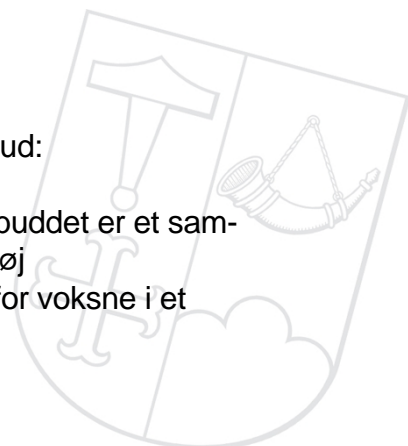 ud:
buddet er et sam-
øj
for voksne i et